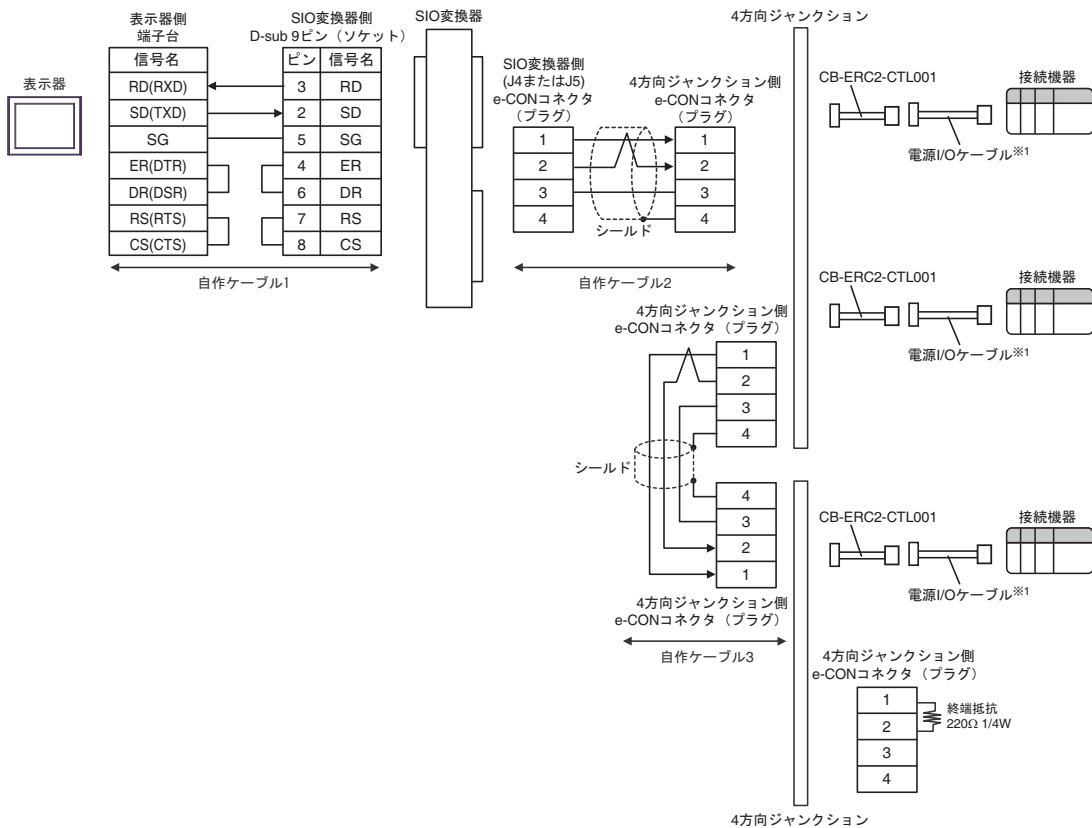 表示器
表示器側
端子台
信号名
RD(RXD)
SD(TXD)
SG
ER(DTR)
DR(DSR)
RS(RTS)
CS(CTS)
SIO変換器側
D-sub 9ピン（ソケット）
ピン 信号名
3 RD
2 SD
5 SG
4 ER
6 DR
7 RS
8 CS
自作ケーブル1
SIO変換器
SIO変換器側
(J4またはJ5)
e-CONコネクタ
（プラグ）
1
2
3
4
シールド
4方向ジャンクション側
e-CONコネクタ
（プラグ）
1
2
3
4
自作ケーブル2
4方向ジャンクション
4方向ジャンクション側
e-CONコネクタ（プラグ）
1
2
3
4
シールド
4
3
2
1
4方向ジャンクション側
e-CONコネクタ（プラグ）
自作ケーブル3
CB-ERC2-CTL001
接続機器
電源I/Oケーブル※1
CB-ERC2-CTL001
接続機器
電源I/Oケーブル※1
CB-ERC2-CTL001
接続機器
電源I/Oケーブル※1
4方向ジャンクション側
e-CONコネクタ（プラグ）
1
2
3
4
終端抵抗
220Ω 1/4W
4方向ジャンクション